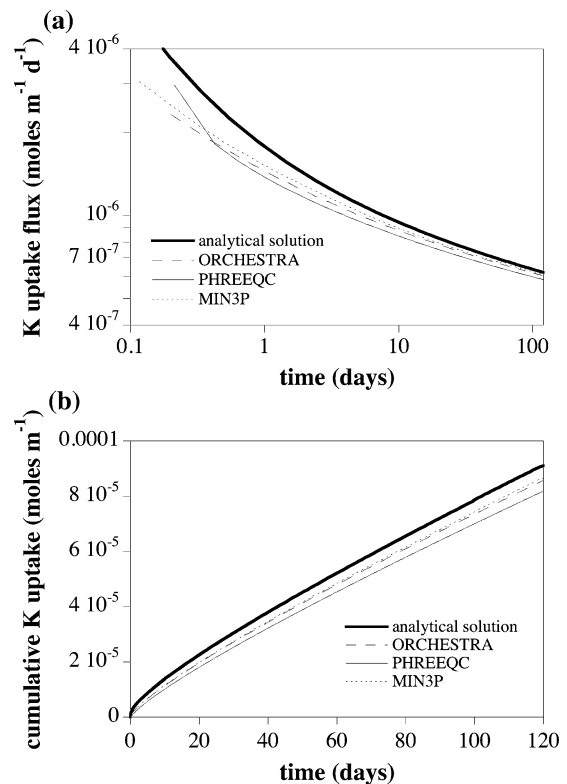 (a)
K uptake flux (moles m⁻¹ d⁻¹)
4 10⁻⁶
10⁻⁶
7 10⁻⁷
4 10⁻⁷
analytical solution
ORCHESTRA
PHREEQC
MIN3P
0.1 1 10 100
time (days)
(b)
cumulative K uptake (moles m⁻¹)
0.0001
8 10⁻⁵
6 10⁻⁵
4 10⁻⁵
2 10⁻⁵
0
analytical solution
ORCHESTRA
PHREEQC
MIN3P
0 20 40 60 80 100 120
time (days)